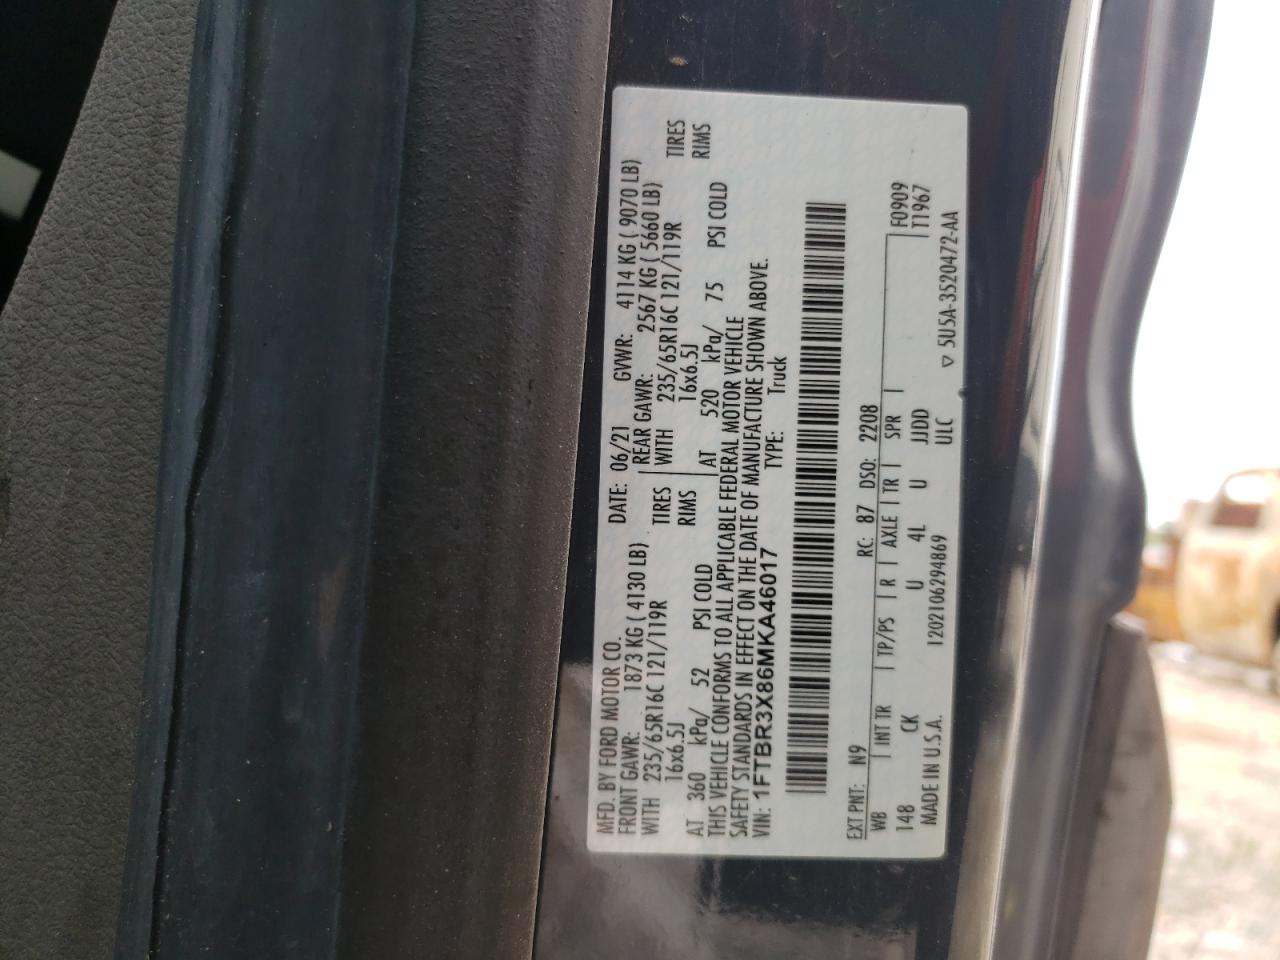 MFD. BY FORD MOTOR CO.
DATE: 06/21 GVWR: 4114 KG ( 9070 LB)
FRONT GAWR: 1873 KG ( 4130 LB) REAR GAWR: 2567 KG ( 5660 LB)
WITH 235/65R16C 121/119R TIRES WITH 235/65R16C 121/119R TIRES
16x6.5J RIMS 16x6.5J RIMS
AT 360 kPa/ 52 PSI COLD AT 520 kPa/ 75 PSI COLD
THIS VEHICLE CONFORMS TO ALL APPLICABLE FEDERAL MOTOR VEHICLE
SAFETY STANDARDS IN EFFECT ON THE DATE OF MANUFACTURE SHOWN ABOVE.
VIN: 1FTBR3X86MKA46017 TYPE: Truck
EXT PNT: N9 RC: 87 DSO: 2208
WB INT TR TP/PS R AXLE TR SPR F0909
148 CK U 4L U JJDD T1967
MADE IN U.S.A. 1202106294869 ULC ▽ 5U5A-3520472-AA